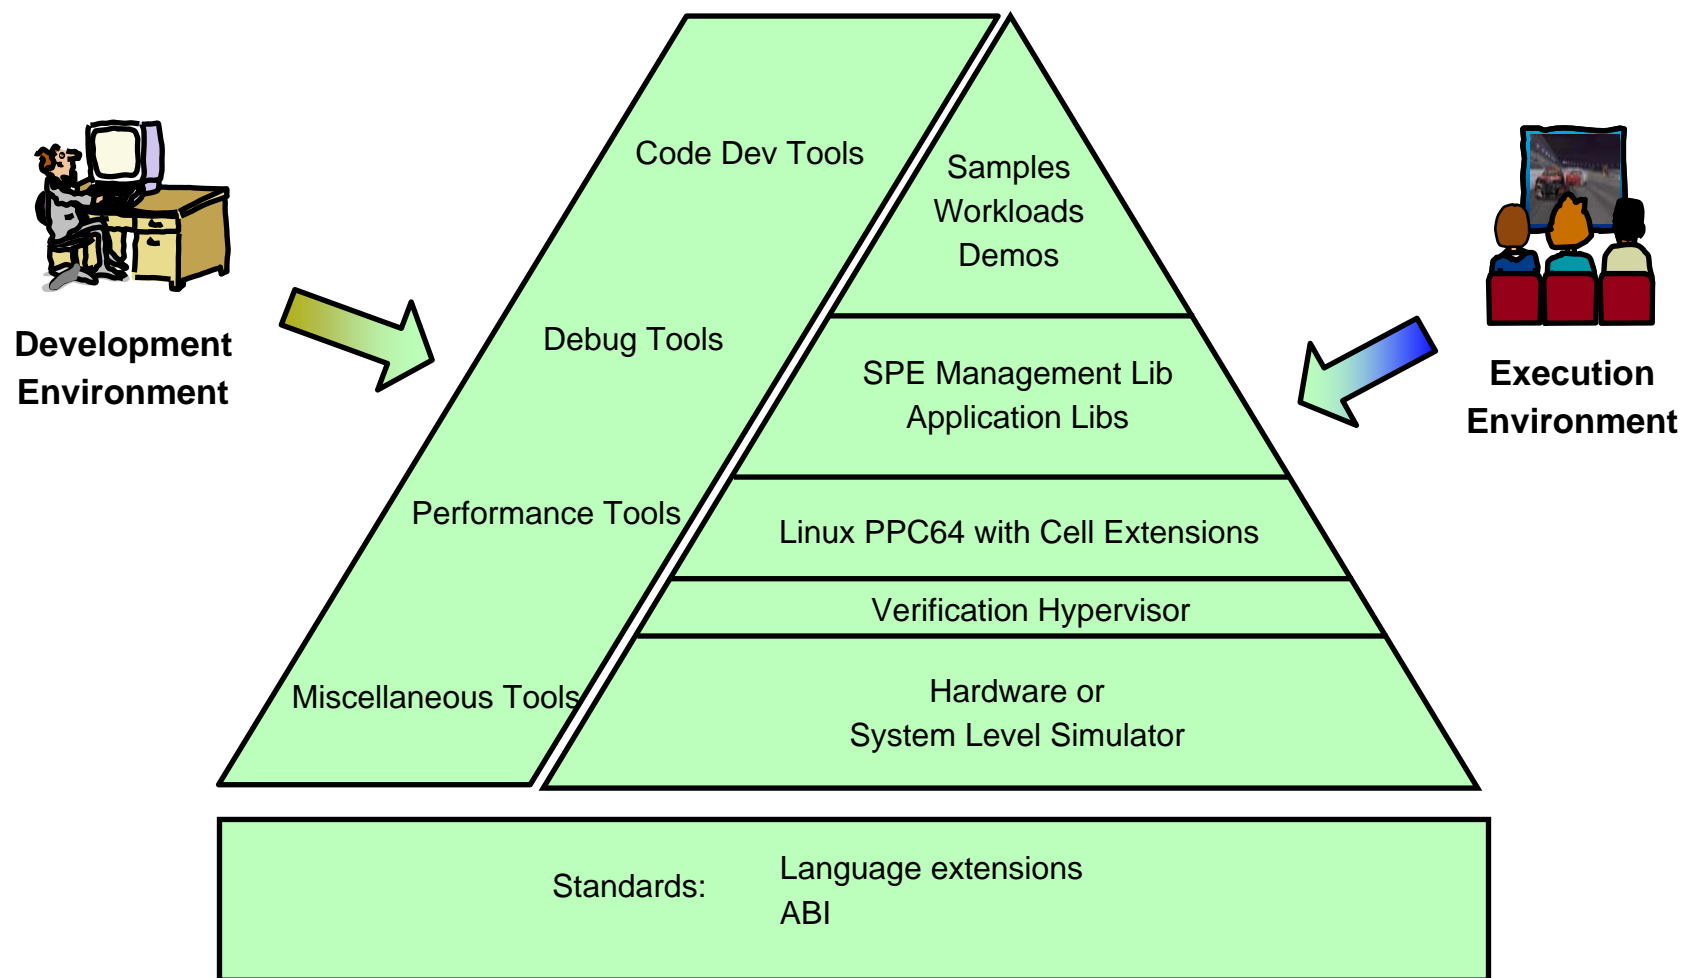 Code Dev Tools
Debug Tools
Performance Tools
Miscellaneous Tools
Samples
Workloads
Demos
SPE Management Lib
Application Libs
Linux PPC64 with Cell Extensions
Verification Hypervisor
Hardware or
System Level Simulator
Development
Environment
Execution
Environment
Standards:
Language extensions
ABI